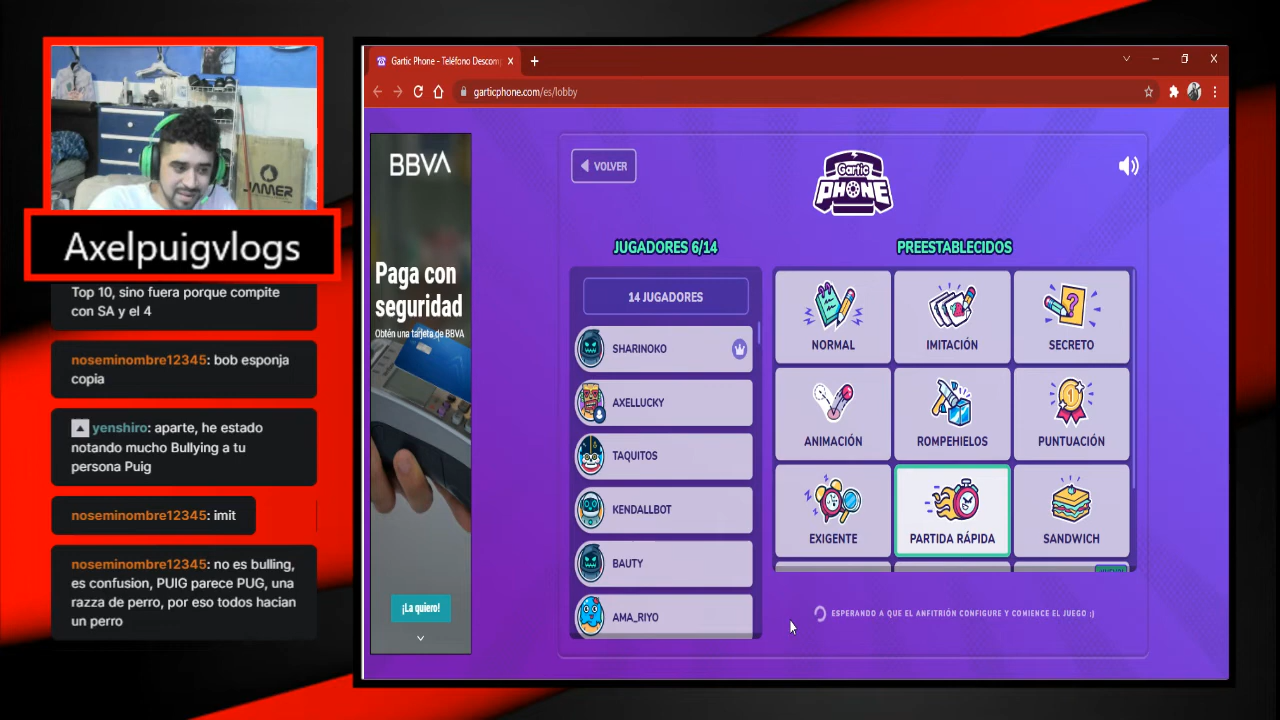 JAMER
Axelpuigvlogs
Top 10, sino fuera porque compite
con SA y el 4
noseminombre12345: bob esponja
copia
yenshiro: aparte, he estado
notando mucho Bullying a tu
persona Puig
noseminombre12345: imit
noseminombre12345: no es bulling,
es confusion, PUIG parece PUG, una
razza de perro, por eso todos hacian
un perro
Gartic Phone - Teléfono Descom
garticphone.com/es/lobby
BBVA
Paga con
seguridad
Obtén una tarjeta de BBVA
¡La quiero!
VOLVER
Gartic
PHONE
JUGADORES 6/14
14 JUGADORES
SHARINOKO
AXELLUCKY
TAQUITOS
KENDALLBOT
BAUTY
AMA_RIYO
PREESTABLECIDOS
NORMAL
IMITACIÓN
SECRETO
ANIMACIÓN
ROMPEHIELOS
PUNTUACIÓN
EXIGENTE
PARTIDA RÁPIDA
SANDWICH
ESPERANDO A QUE EL ANFITRIÓN CONFIGURE Y COMIENCE EL JUEGO ;)